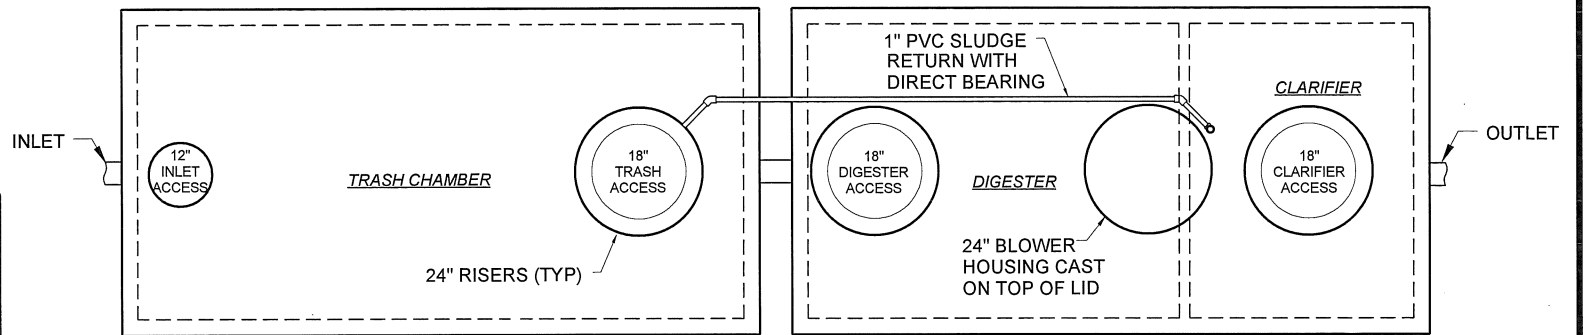 INLET
12"
INLET
ACCESS
TRASH CHAMBER
18"
TRASH
ACCESS
24" RISERS (TYP)
1" PVC SLUDGE
RETURN WITH
DIRECT BEARING
18"
DIGESTER
ACCESS
DIGESTER
24" BLOWER
HOUSING CAST
ON TOP OF LID
CLARIFIER
18"
CLARIFIER
ACCESS
OUTLET